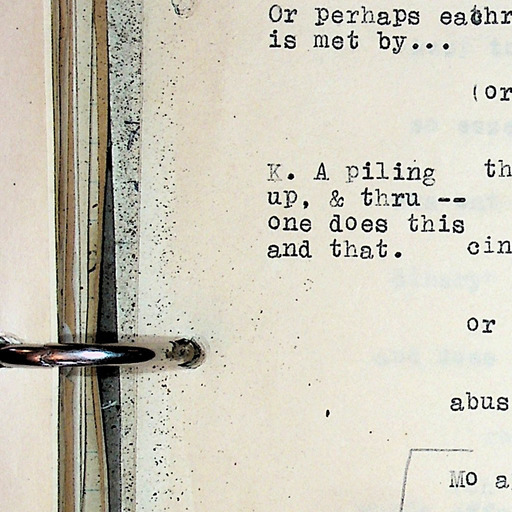 Or perhaps eachr
is met by...
(or
K. A piling th
up, & thru --
one does this
and that. cin
or
abus
Mo a